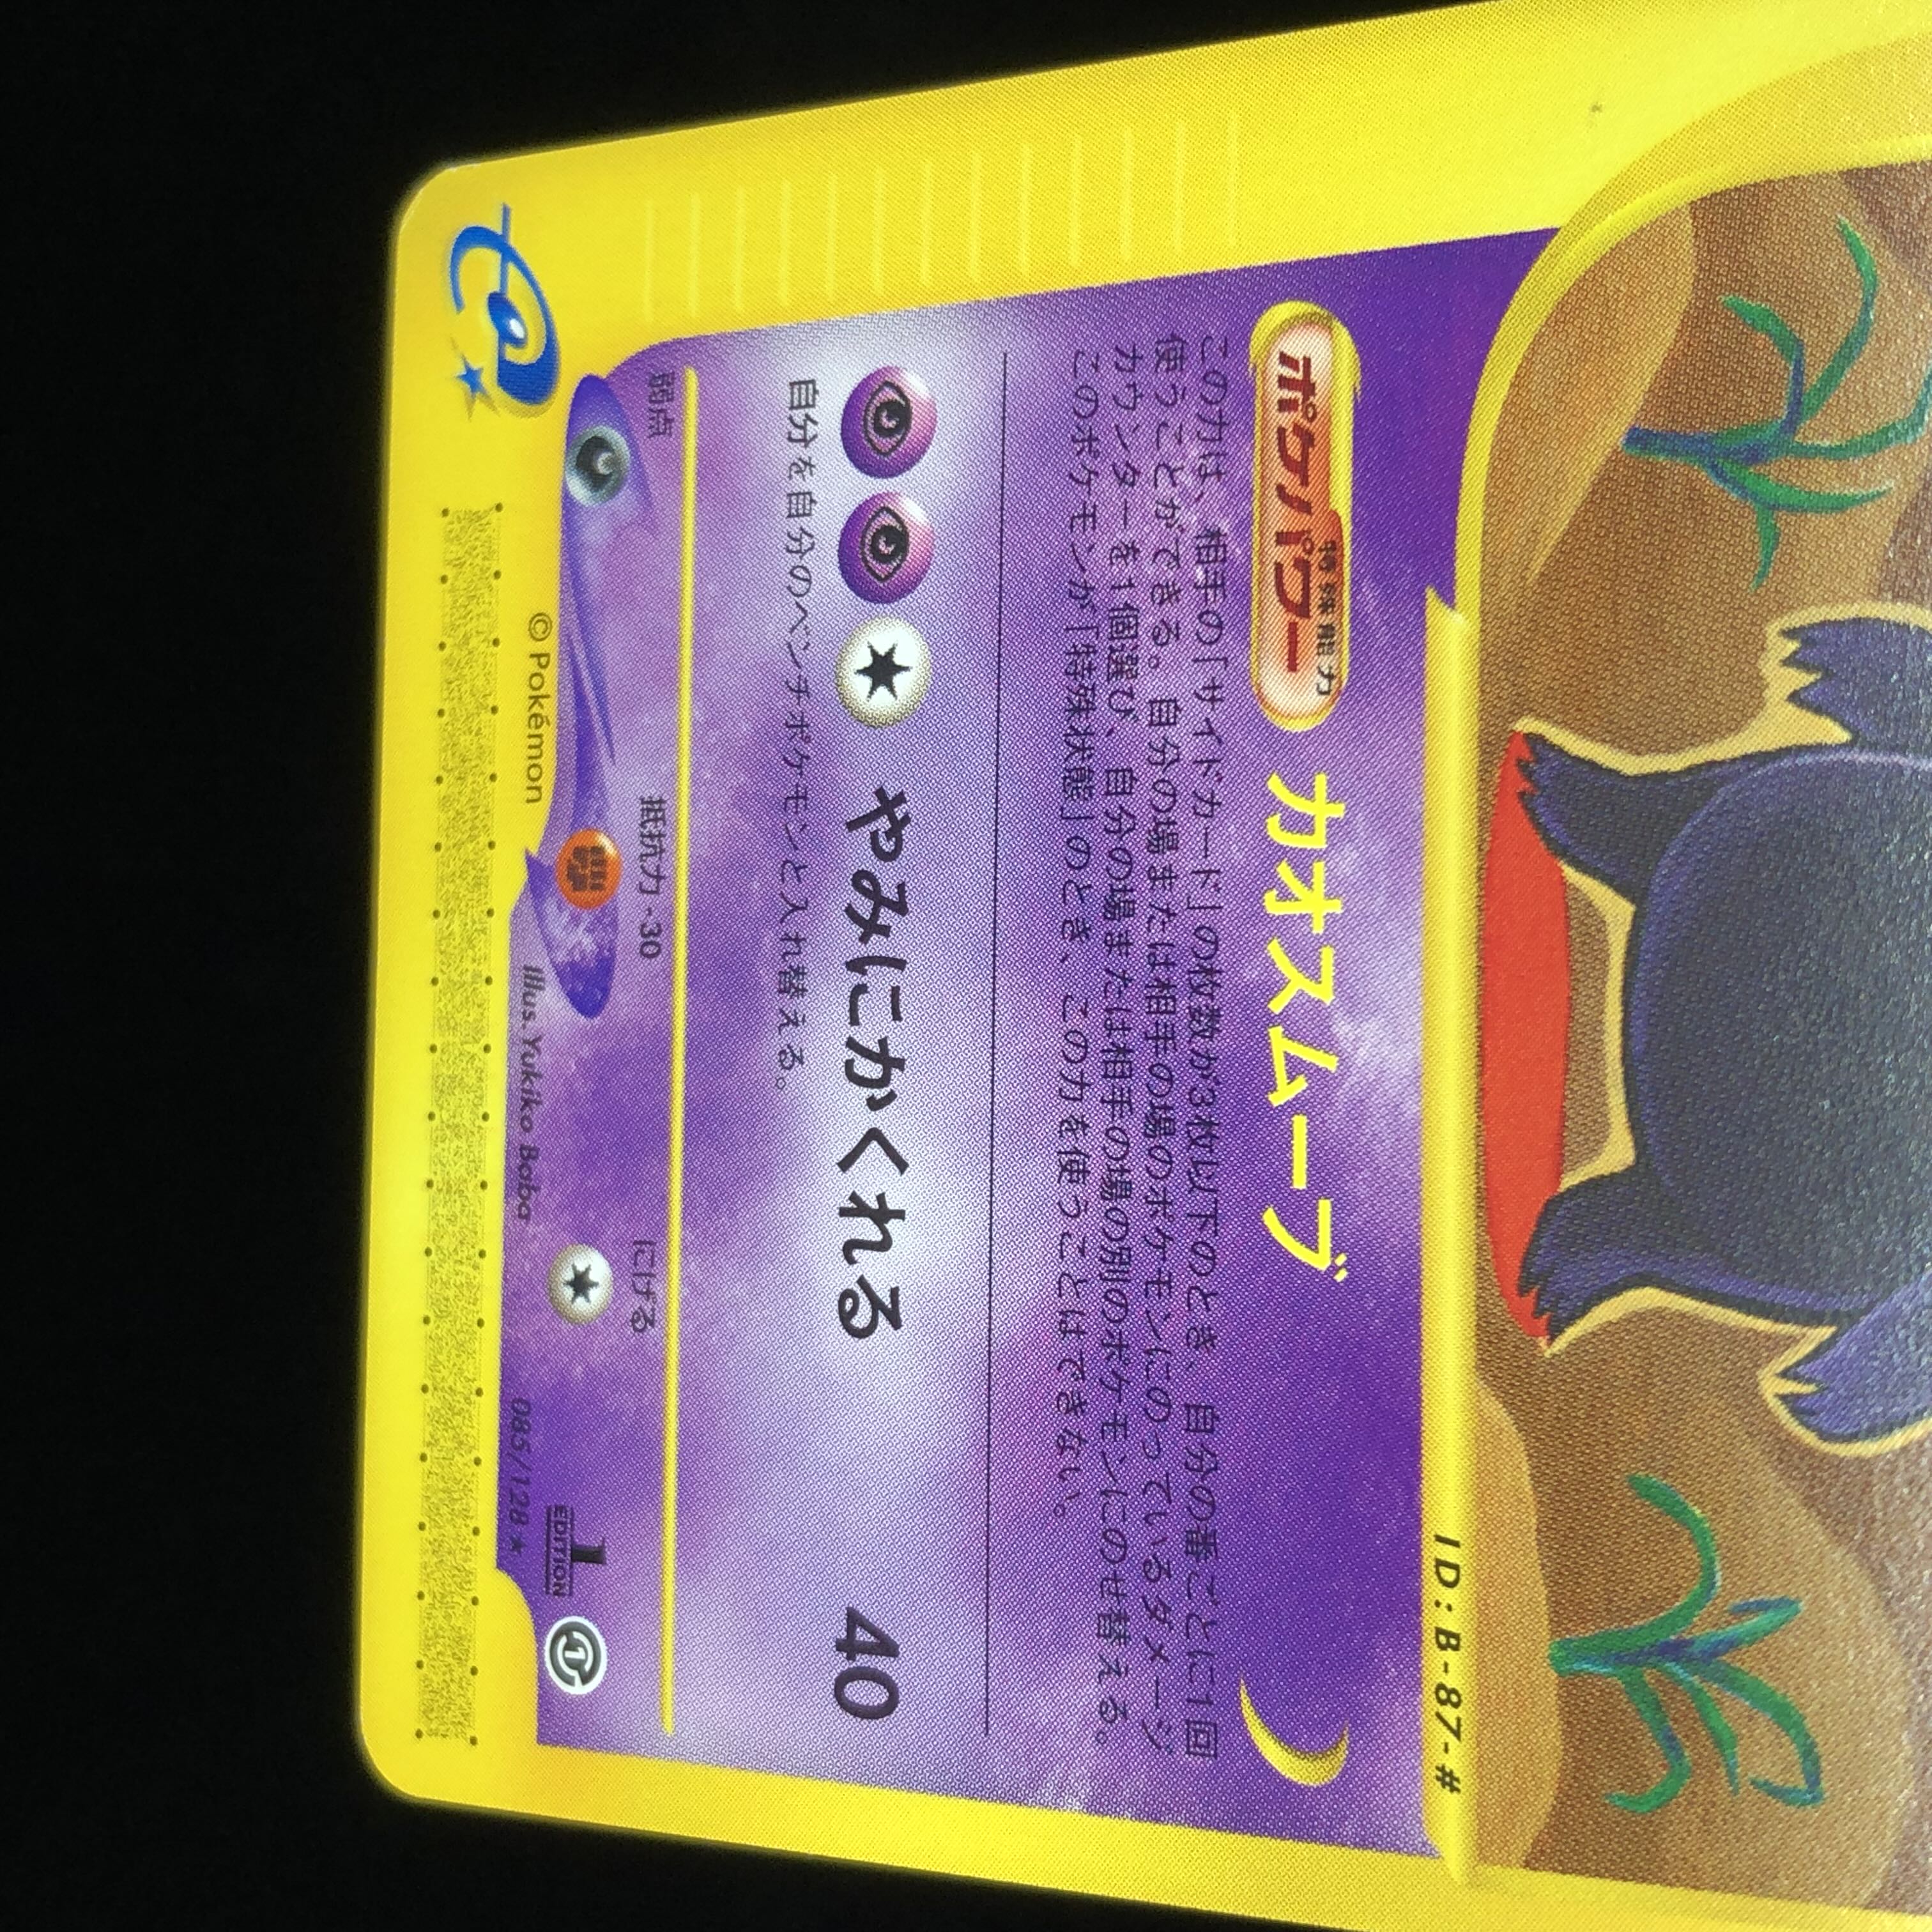 ID:B-87-#
ポケパワー 特殊能力 カオスムーブ
この力は、相手の「サイドカード」の枚数が3枚以下のとき、自分の番ごとに1回
使うことができる。自分の場または相手の場のポケモンにのっているダメージ
カウンターを1個選び、自分の場または相手の場の別のポケモンにのせ替える。
このポケモンが「特殊状態」のとき、この力を使うことはできない。
やみにかくれる 40
自分を自分のベンチポケモンと入れ替える。
弱点 抵抗力 -30 にげる
1 EDITION
© Pokémon Illus. Yukiko Baba 085/128 ★